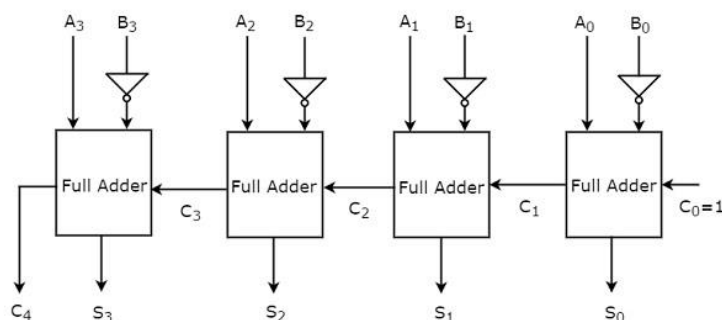 A₃ B₃ A₂ B₂ A₁ B₁ A₀ B₀
Full Adder Full Adder Full Adder Full Adder
C₃ C₂ C₁ C₀=1
C₄ S₃ S₂ S₁ S₀